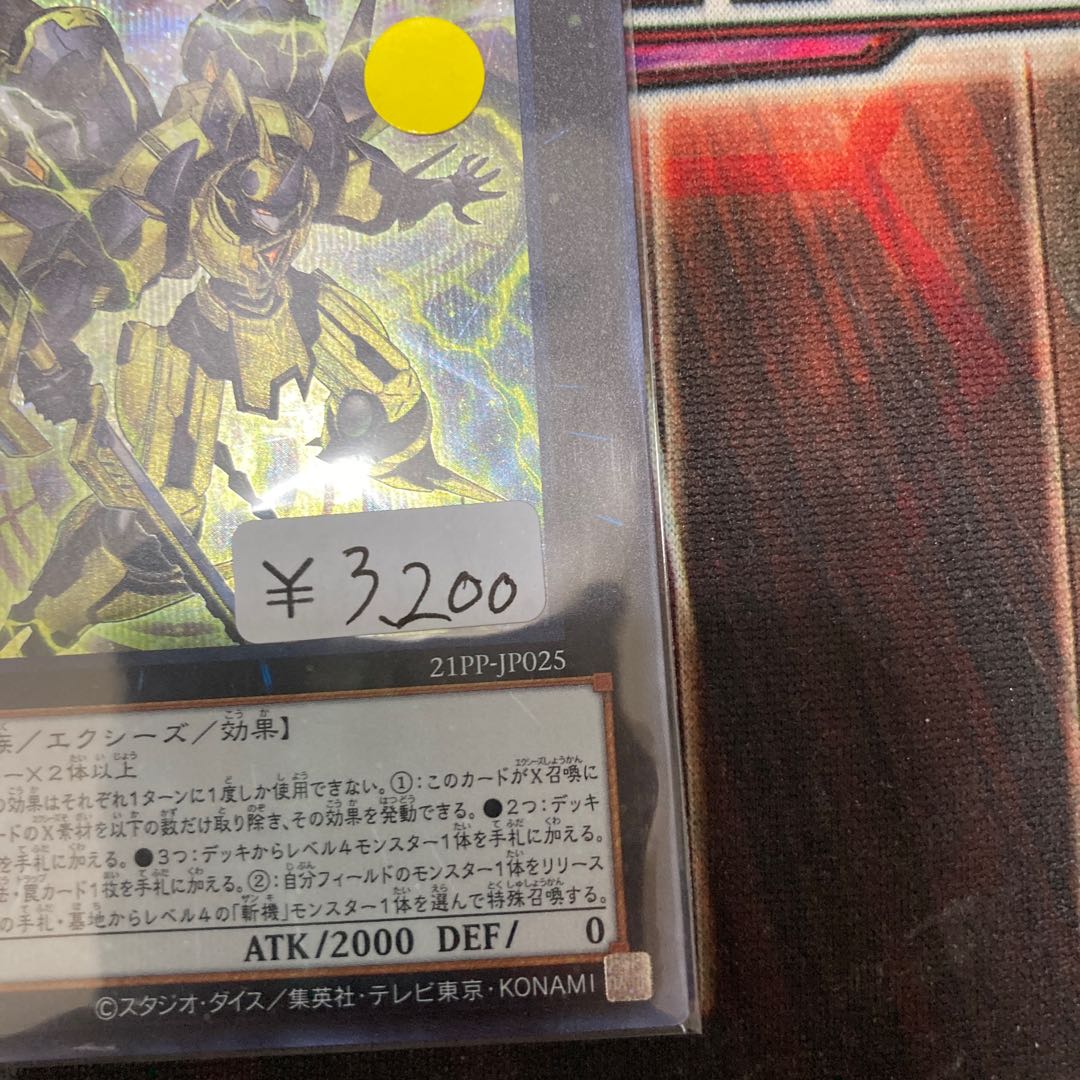 ¥3,200
21PP-JP025
族/エクシーズ/効果】
ーX2体以上
の効果はそれぞれ1ターンに1度しか使用できない。①:このカードがX召喚に
ードのX素材を以下の数だけ取り除き、その効果を発動できる。●2つ:デッキ
を手札に加える。●3つ:デッキからレベル4モンスター1体を手札に加える。
・罠カード1枚を手札に加える。②:自分フィールドのモンスター1体をリリース
の手札・墓地からレベル4の「斬機」モンスター1体を選んで特殊召喚する。
ATK/2000 DEF/ 0
©スタジオ・ダイス/集英社・テレビ東京・KONAMI